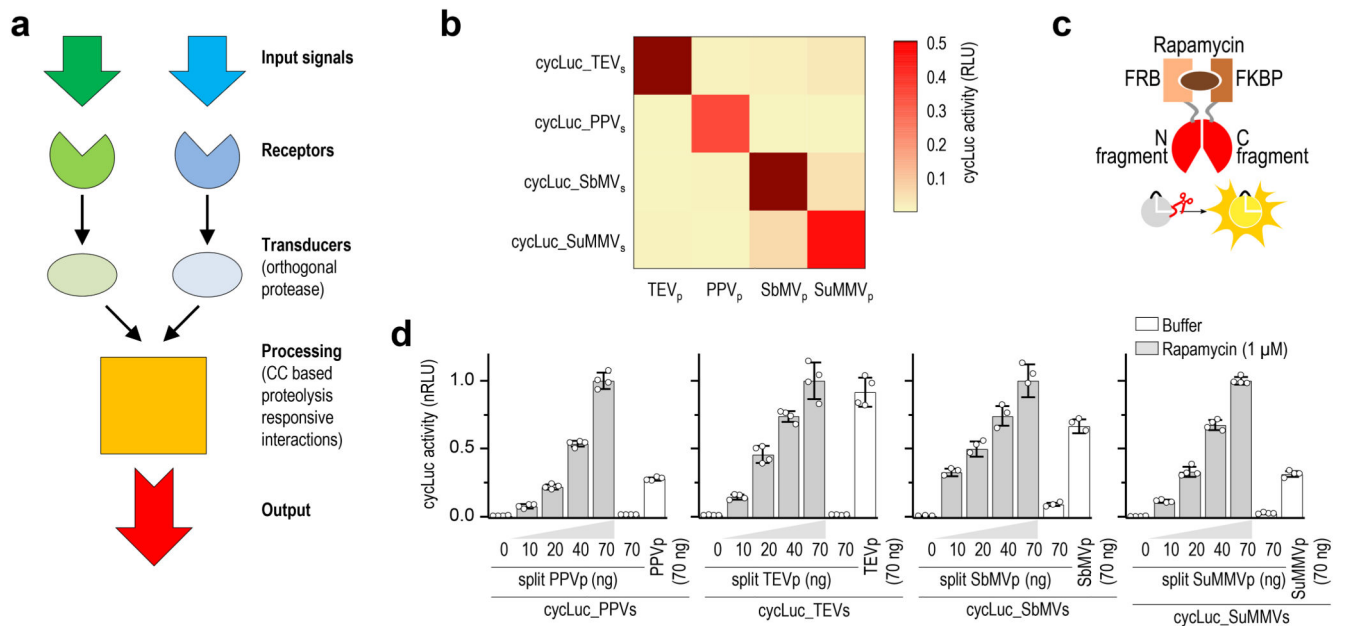 a
Input signals
Receptors
Transducers
(orthogonal
protease)
Processing
(CC based
proteolysis
responsive
interactions)
Output
b
cycLuc_TEVs
cycLuc_PPVs
cycLuc_SbMVs
cycLuc_SuMMVs
TEVp PPVp SbMVp SuMMVp
0.5
0.4
0.3
0.2
0.1
cycLuc activity (RLU)
c
Rapamycin
FRB FKBP
N C
fragment fragment
d
Buffer
Rapamycin (1 µM)
cycLuc activity (nRLU)
1.0
0.5
0.0
0 10 20 40 70 70 PPVp (70 ng)
split PPVp (ng)
cycLuc_PPVs
0 10 20 40 70 70 TEVp (70 ng)
split TEVp (ng)
cycLuc_TEVs
0 10 20 40 70 70 SbMVp (70 ng)
split SbMVp (ng)
cycLuc_SbMVs
0 10 20 40 70 70 SuMMVp (70 ng)
split SuMMVp (ng)
cycLuc_SuMMVs